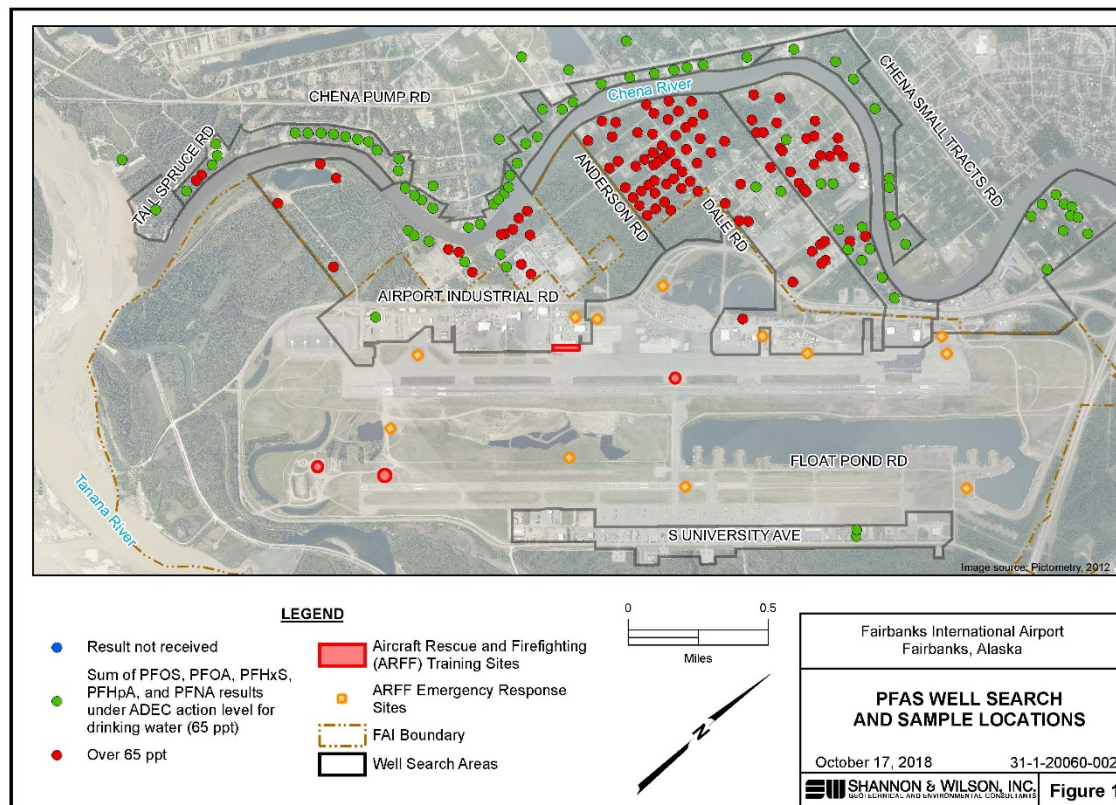 CHENA PUMP RD
Chena River
CHENA SMALL TRACTS RD
TALL SPRUCE RD
ANDERSON RD
DALE RD
AIRPORT INDUSTRIAL RD
FLOAT POND RD
Tanana River
S UNIVERSITY AVE
Image source: Pictometry, 2012
LEGEND
Result not received
Sum of PFOS, PFOA, PFHxS,
PFHpA, and PFNA results
under ADEC action level for
drinking water (65 ppt)
Over 65 ppt
Aircraft Rescue and Firefighting
(ARFF) Training Sites
ARFF Emergency Response
Sites
FAI Boundary
Well Search Areas
0 0.5
Miles
N
Fairbanks International Airport
Fairbanks, Alaska
PFAS WELL SEARCH
AND SAMPLE LOCATIONS
October 17, 2018 31-1-20060-002
SHANNON & WILSON, INC.
GEOTECHNICAL AND ENVIRONMENTAL CONSULTANTS
Figure 1